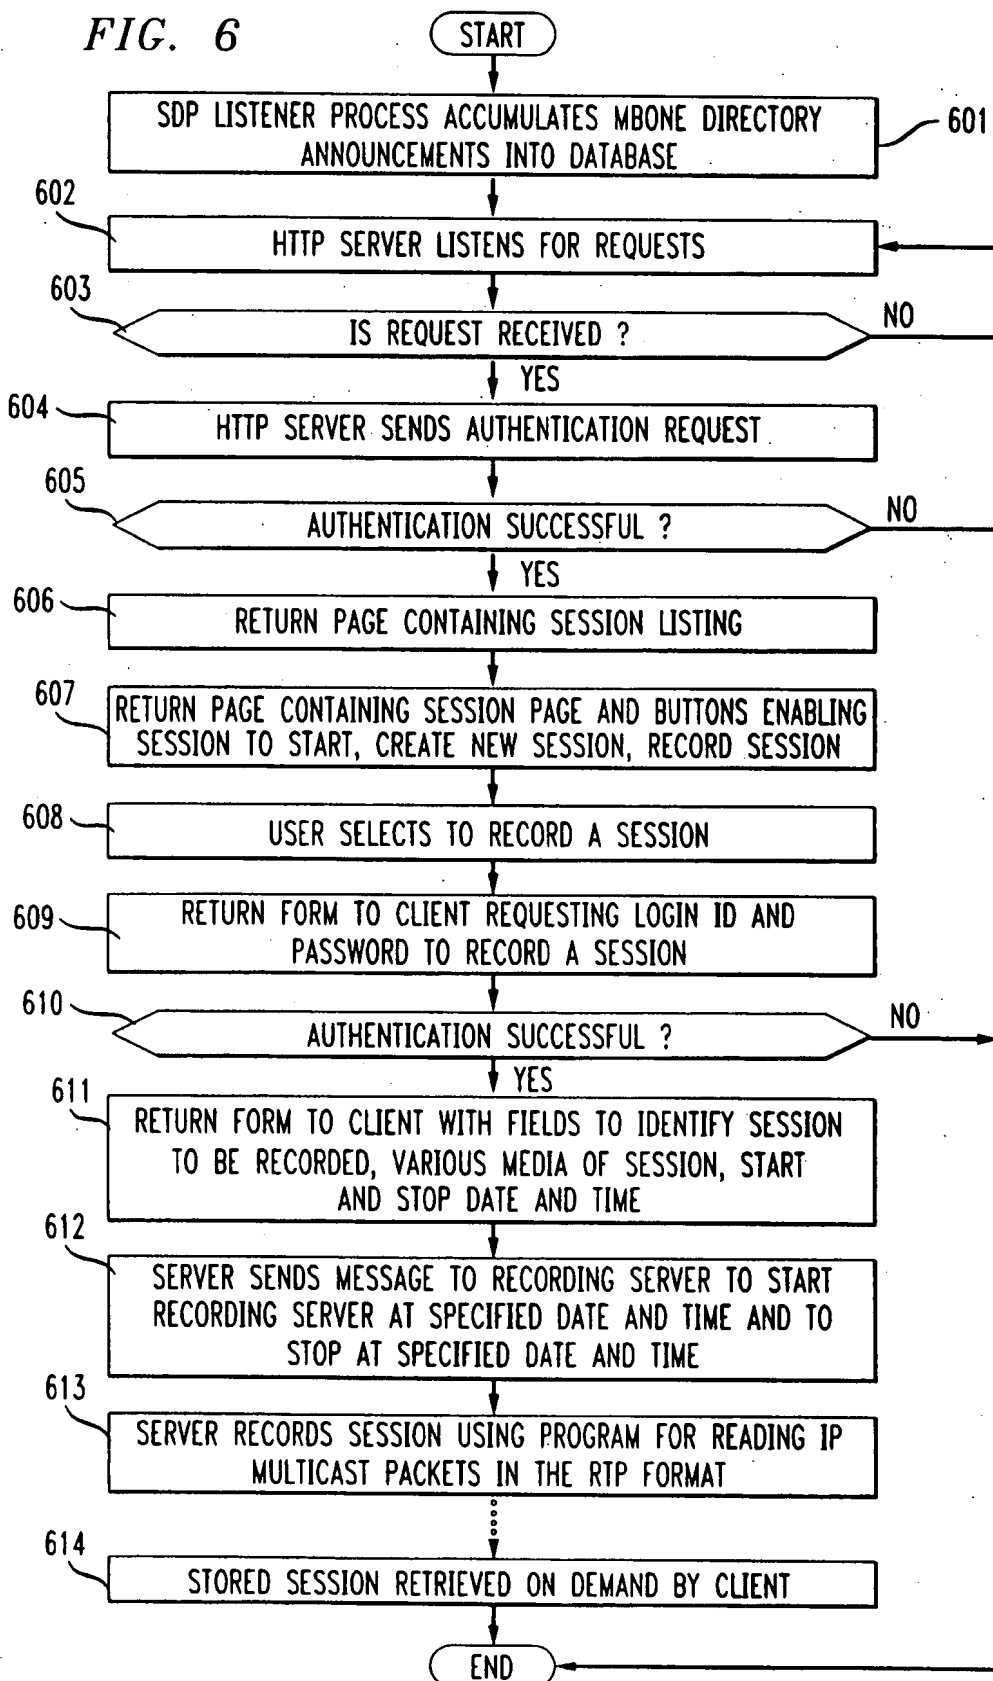 FIG. 6
START
SDP LISTENER PROCESS ACCUMULATES MBONE DIRECTORY
ANNOUNCEMENTS INTO DATABASE
601
602
HTTP SERVER LISTENS FOR REQUESTS
603
IS REQUEST RECEIVED ?
NO
YES
604
HTTP SERVER SENDS AUTHENTICATION REQUEST
605
AUTHENTICATION SUCCESSFUL ?
NO
YES
606
RETURN PAGE CONTAINING SESSION LISTING
607
RETURN PAGE CONTAINING SESSION PAGE AND BUTTONS ENABLING
SESSION TO START, CREATE NEW SESSION, RECORD SESSION
608
USER SELECTS TO RECORD A SESSION
609
RETURN FORM TO CLIENT REQUESTING LOGIN ID AND
PASSWORD TO RECORD A SESSION
610
AUTHENTICATION SUCCESSFUL ?
NO
YES
611
RETURN FORM TO CLIENT WITH FIELDS TO IDENTIFY SESSION
TO BE RECORDED, VARIOUS MEDIA OF SESSION, START
AND STOP DATE AND TIME
612
SERVER SENDS MESSAGE TO RECORDING SERVER TO START
RECORDING SERVER AT SPECIFIED DATE AND TIME AND TO
STOP AT SPECIFIED DATE AND TIME
613
SERVER RECORDS SESSION USING PROGRAM FOR READING IP
MULTICAST PACKETS IN THE RTP FORMAT
614
STORED SESSION RETRIEVED ON DEMAND BY CLIENT
END